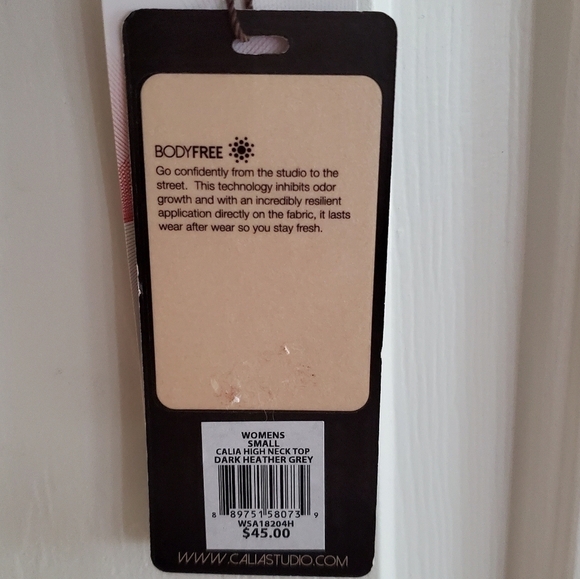 BODYFREE
Go confidently from the studio to the
street. This technology inhibits odor
growth and with an incredibly resilient
application directly on the fabric, it lasts
wear after wear so you stay fresh.
WOMENS
SMALL
CALIA HIGH NECK TOP
DARK HEATHER GREY
8 89751 58073 9
WSA18204H
$45.00
WWW.CALIASTUDIO.COM